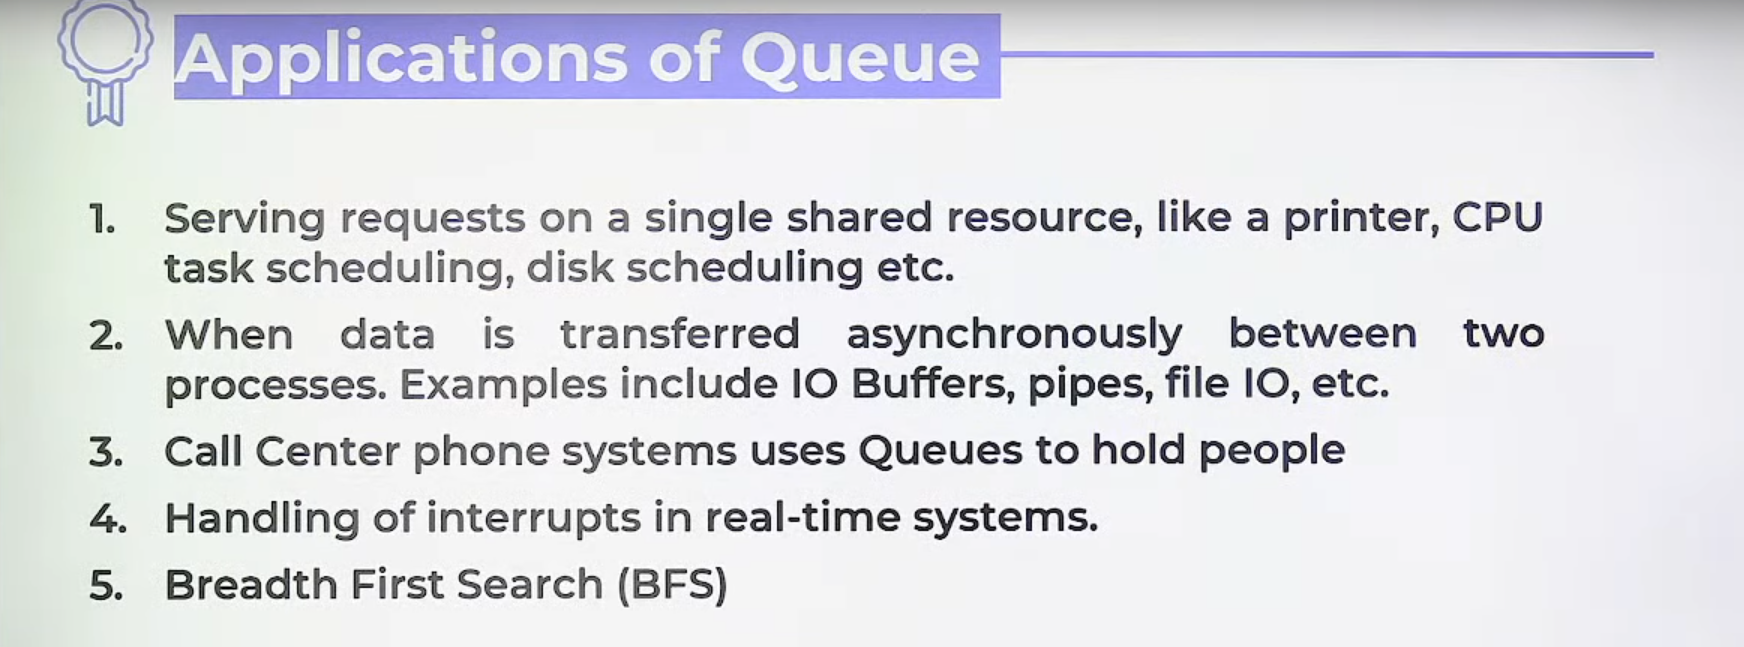 Applications of Queue
1. Serving requests on a single shared resource, like a printer, CPU
task scheduling, disk scheduling etc.
2. When data is transferred asynchronously between two
processes. Examples include IO Buffers, pipes, file IO, etc.
3. Call Center phone systems uses Queues to hold people
4. Handling of interrupts in real-time systems.
5. Breadth First Search (BFS)